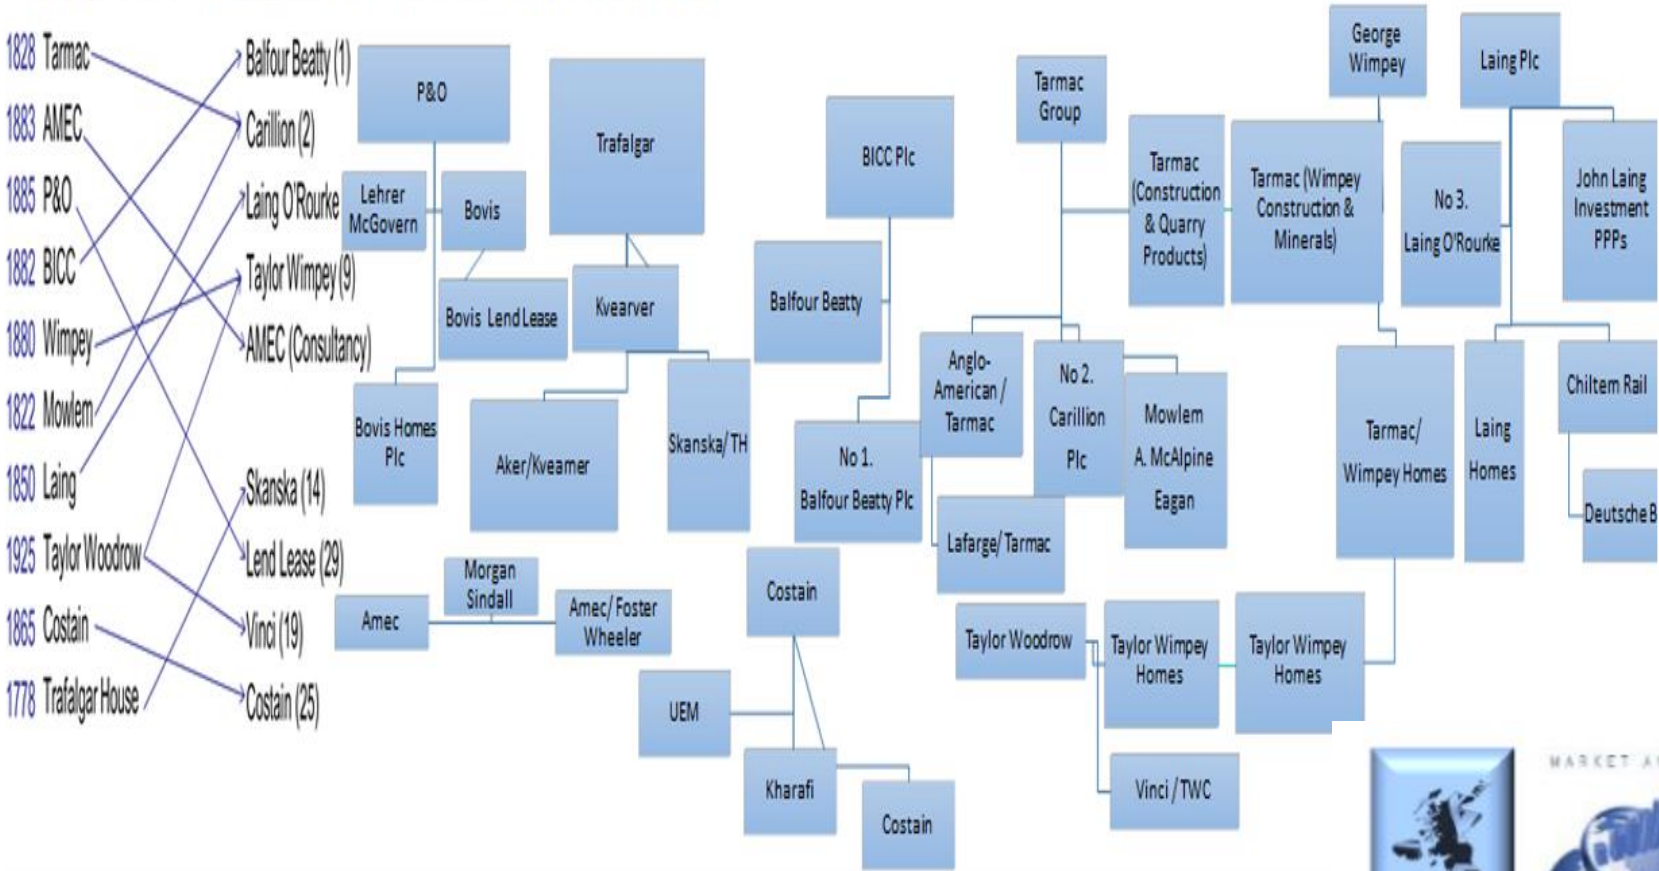 1828 Tarmac
1883 AMEC
1885 P&O
1882 BICC
1880 Wimpey
1822 Mowlem
1850 Laing
1925 Taylor Woodrow
1865 Costain
1778 Trafalgar House
Balfour Beatty (1)
Carillion (2)
Laing O'Rourke
Taylor Wimpey (9)
AMEC (Consultancy)
Skanska (14)
Lend Lease (29)
Vinci (19)
Costain (25)
P&O
Lehrer
McGovern
Bovis
Bovis Lend Lease
Bovis Homes
Plc
Trafalgar
Kvearver
Aker/Kveamer
Skanska/ TH
BICC Plc
Balfour Beatty
No 1.
Balfour Beatty Plc
Tarmac
Group
Tarmac
(Construction
& Quarry
Products)
Tarmac (Wimpey
Construction &
Minerals)
Anglo-
American /
Tarmac
No 2.
Carillion
Plc
Mowlem
A. McAlpine
Eagan
Lafarge/ Tarmac
George
Wimpey
Tarmac/
Wimpey Homes
Laing Plc
No 3.
Laing O'Rourke
John Laing
Investment
PPPs
Laing
Homes
Chiltem Rail
Deutsche B
Amec
Morgan
Sindall
Amec/ Foster
Wheeler
Costain
UEM
Kharafi
Costain
Taylor Woodrow
Taylor Wimpey
Homes
Taylor Wimpey
Homes
Vinci / TWC
MARKET A